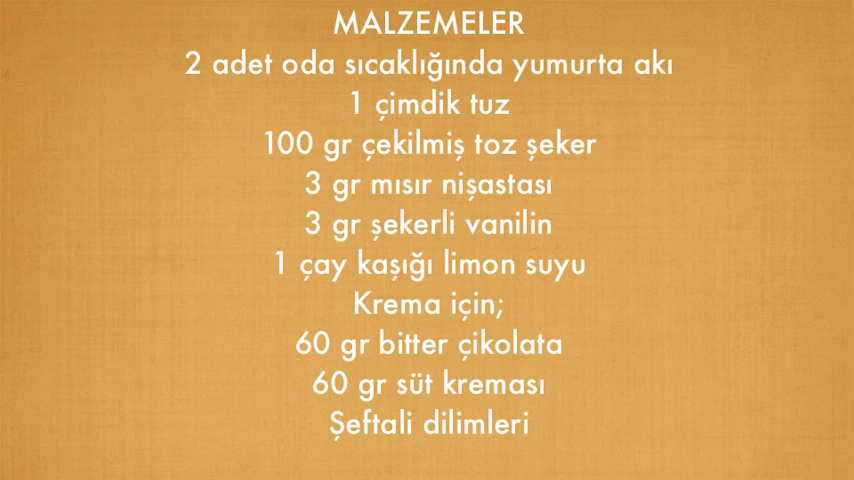 MALZEMELER
2 adet oda sıcaklığında yumurta akı
1 çimdik tuz
100 gr çekilmiş toz şeker
3 gr mısır nişastası
3 gr şekerli vanilin
1 çay kaşığı limon suyu
Krema için;
60 gr bitter çikolata
60 gr süt kreması
Şeftali dilimleri